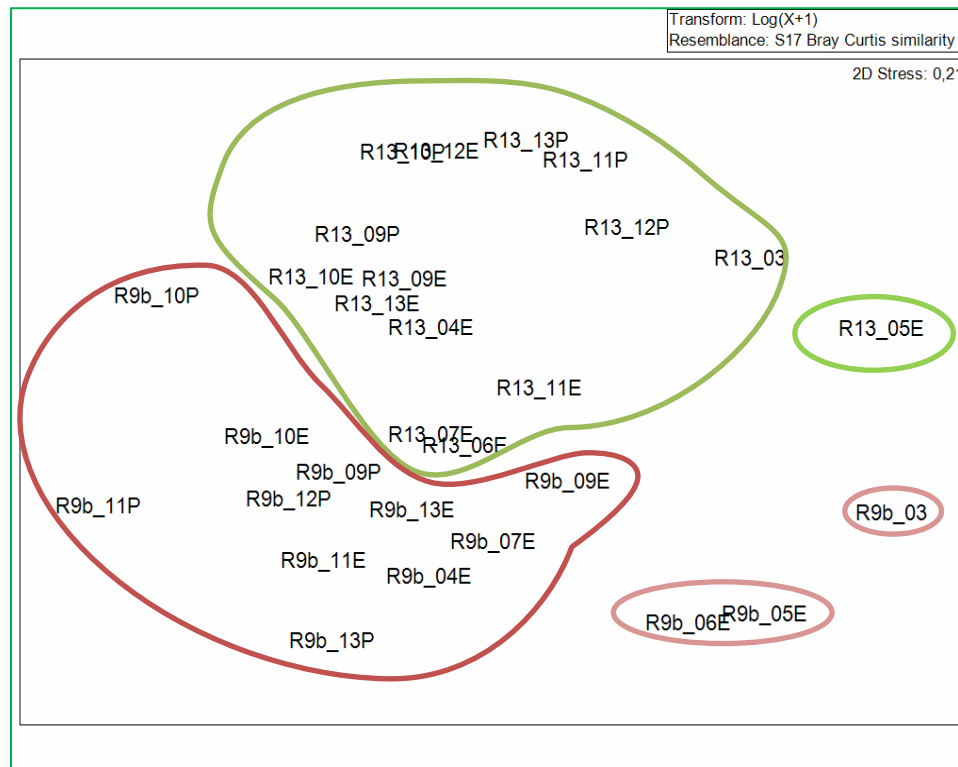 Transform: Log(X+1)
Resemblance: S17 Bray Curtis similarity
2D Stress: 0,21
R13_13P
R13_10P
R13_12E
R13_11P
R13_12P
R13_09P
R13_03
R13_10E
R13_09E
R9b_10P
R13_13E
R13_04E
R13_05E
R13_11E
R13_07E
R9b_10E
R13_06E
R9b_09P
R9b_09E
R9b_12P
R9b_11P
R9b_13E
R9b_03
R9b_07E
R9b_11E
R9b_04E
R9b_05E
R9b_06E
R9b_13P